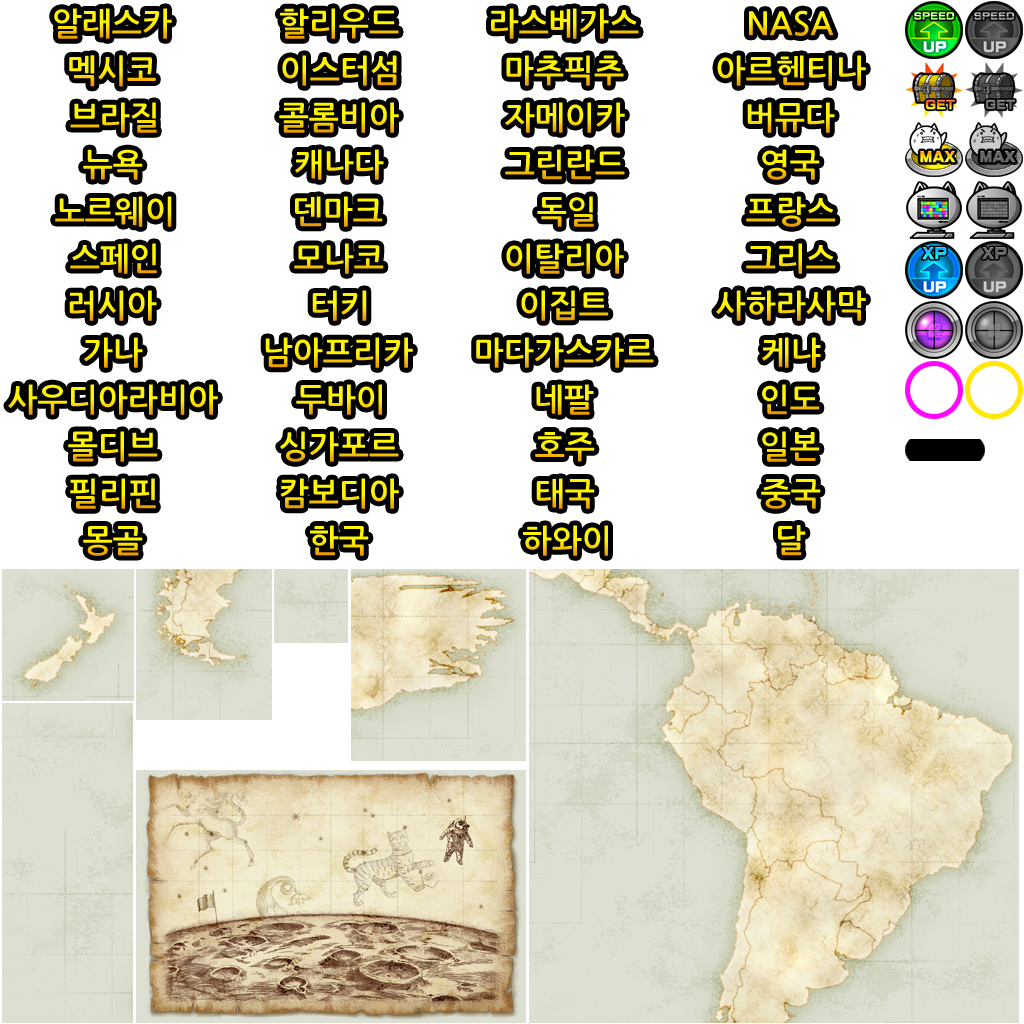 알래스카 할리우드 라스베가스 NASA
멕시코 이스터섬 마추픽추 아르헨티나
브라질 콜롬비아 자메이카 버뮤다
뉴욕 캐나다 그린란드 영국
노르웨이 덴마크 독일 프랑스
스페인 모나코 이탈리아 그리스
러시아 터키 이집트 사하라사막
가나 남아프리카 마다가스카르 케냐
사우디아라비아 두바이 네팔 인도
몰디브 싱가포르 호주 일본
필리핀 캄보디아 태국 중국
몽골 한국 하와이 달
SPEED UP SPEED UP
GET GET
MAX MAX
XP UP XP UP